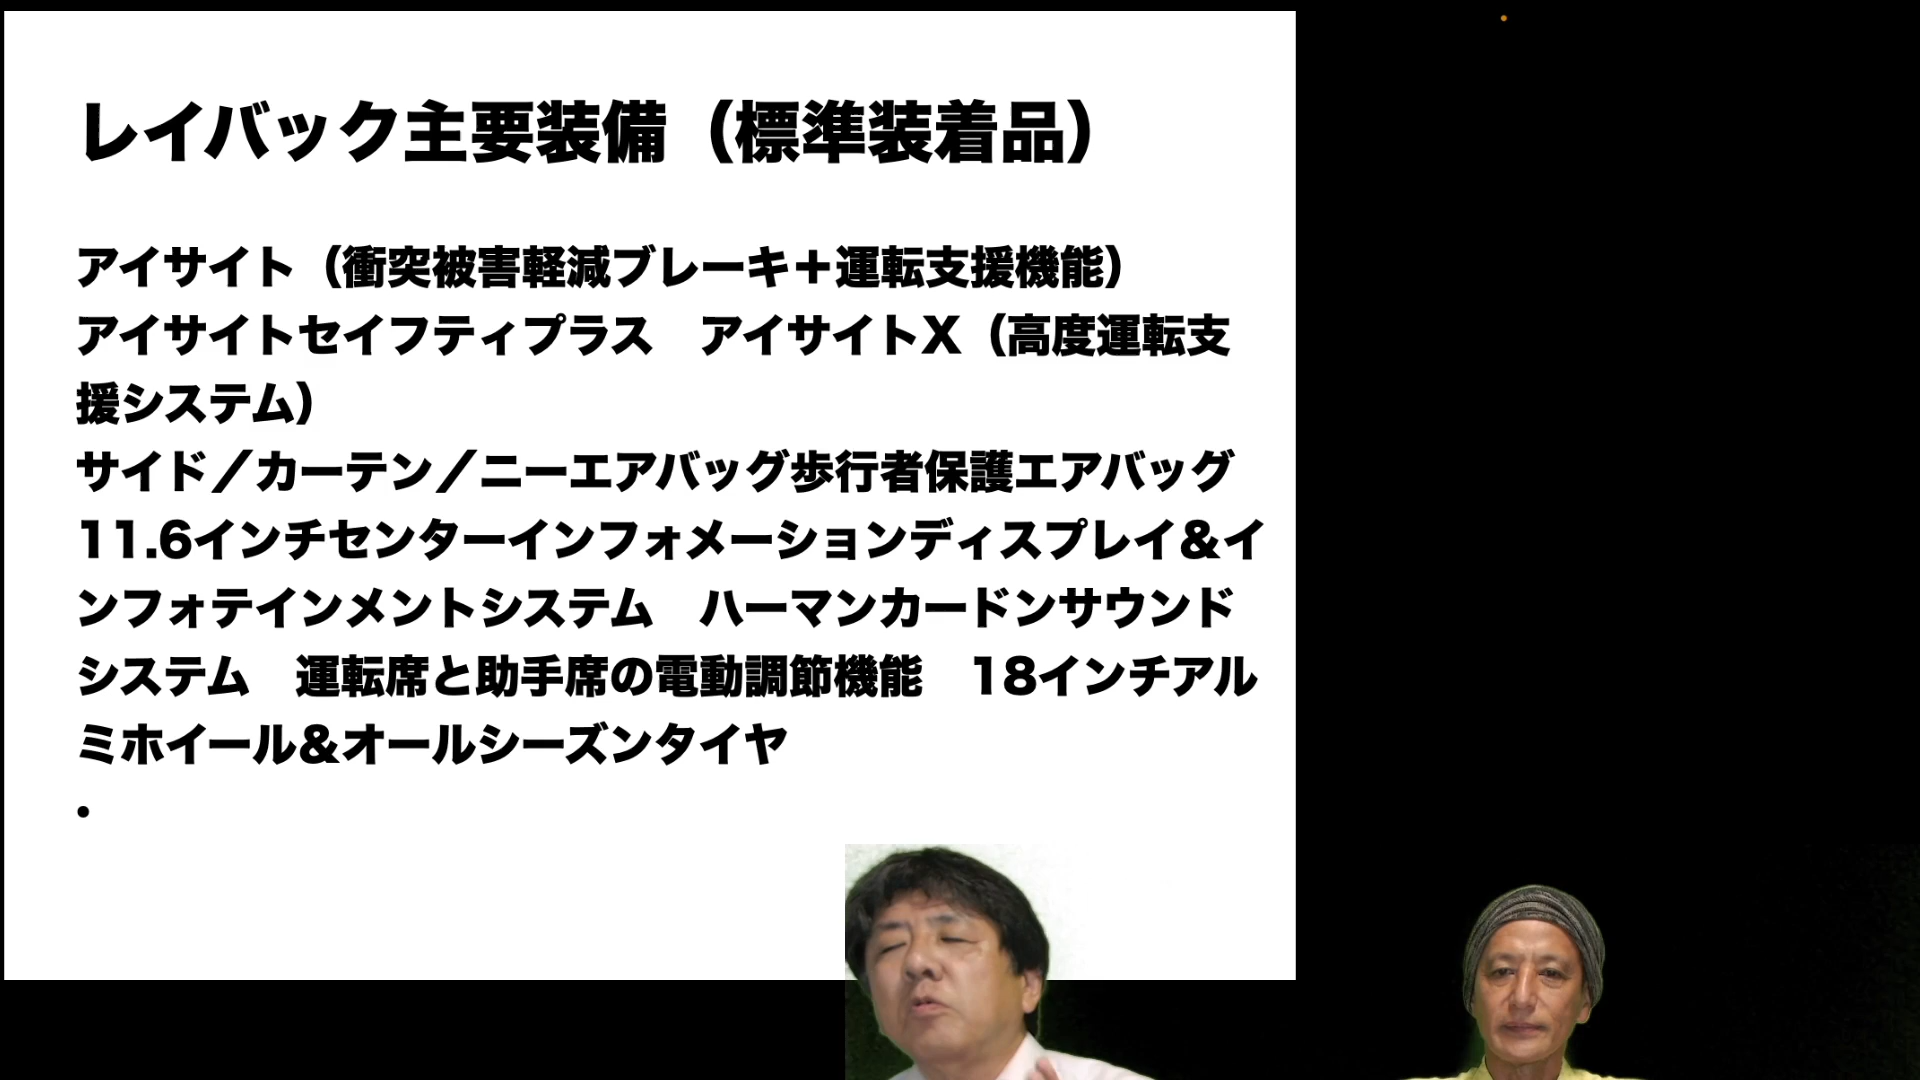 レイバック主要装備（標準装着品）
アイサイト（衝突被害軽減ブレーキ＋運転支援機能）
アイサイトセイフティプラス　アイサイトX（高度運転支
援システム）
サイド／カーテン／ニーエアバッグ歩行者保護エアバッグ
11.6インチセンターインフォメーションディスプレイ&イ
ンフォテインメントシステム　ハーマンカードンサウンド
システム　運転席と助手席の電動調節機能　18インチアル
ミホイール&オールシーズンタイヤ
•